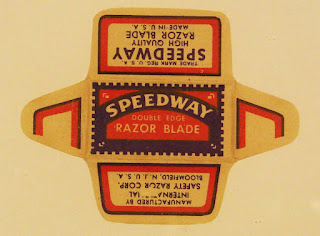 TRADE MARK REG. U.S.A.
SPEEDWAY
HIGH QUALITY
RAZOR BLADE
MADE IN U.S.A.
SPEEDWAY
DOUBLE EDGE
RAZOR BLADE
MANUFACTURED BY
SAFETY RAZOR CORP.
BLOOMFIELD, N.J. U.S.A.